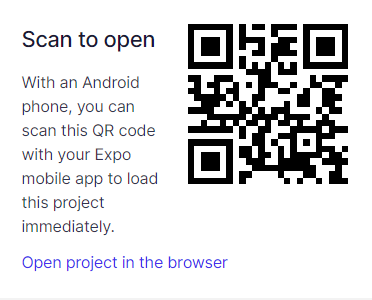 Scan to open
With an Android
phone, you can
scan this QR code
with your Expo
mobile app to load
this project
immediately.
Open project in the browser